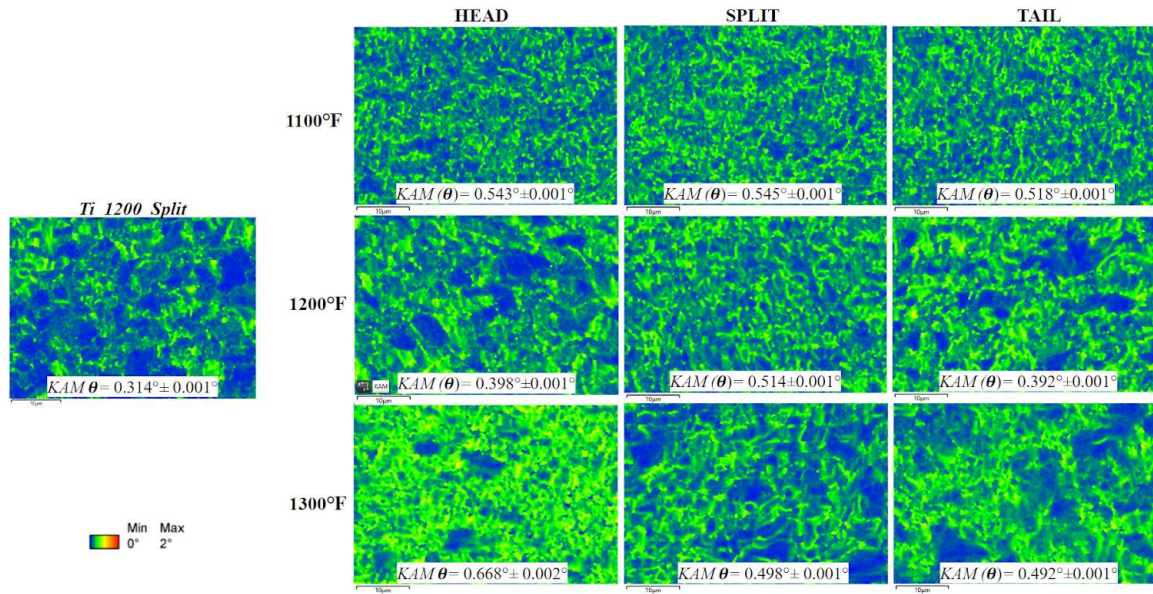 HEAD SPLIT TAIL
1100°F
KAM (θ)= 0.543°±0.001° KAM (θ)= 0.545°±0.001° KAM (θ)= 0.518°±0.001°
10μm 10μm 10μm
Ti_1200_Split
1200°F
KAM θ = 0.314°± 0.001° KAM (θ)= 0.398°±0.001° KAM (θ)= 0.514±0.001° KAM (θ)= 0.392°±0.001°
KAM
10μm 10μm 10μm 10μm
1300°F
Min Max
0° 2°
KAM θ = 0.668°± 0.002° KAM θ = 0.498°± 0.001° KAM (θ)= 0.492°±0.001°
10μm 10μm 10μm